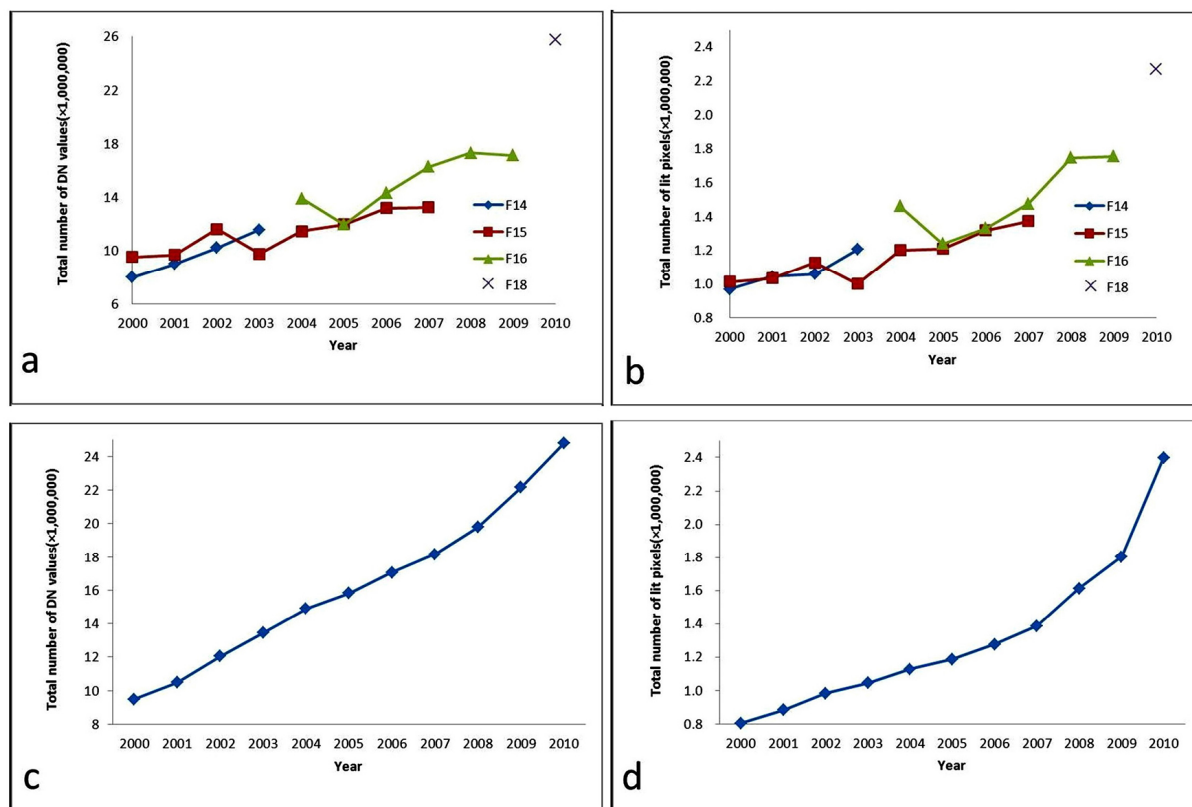 Total number of DN values(×1,000,000)
26
22
18
14
10
6
F14
F15
F16
F18
2000 2001 2002 2003 2004 2005 2006 2007 2008 2009 2010
Year
a
Total number of lit pixels(×1,000,000)
2.4
2.2
2.0
1.8
1.6
1.4
1.2
1.0
0.8
F14
F15
F16
F18
2000 2001 2002 2003 2004 2005 2006 2007 2008 2009 2010
Year
b
Total number of DN values(×1,000,000)
24
22
20
18
16
14
12
10
8
2000 2001 2002 2003 2004 2005 2006 2007 2008 2009 2010
Year
c
Total number of lit pixels(×1,000,000)
2.4
2.2
2.0
1.8
1.6
1.4
1.2
1.0
0.8
2000 2001 2002 2003 2004 2005 2006 2007 2008 2009 2010
Year
d